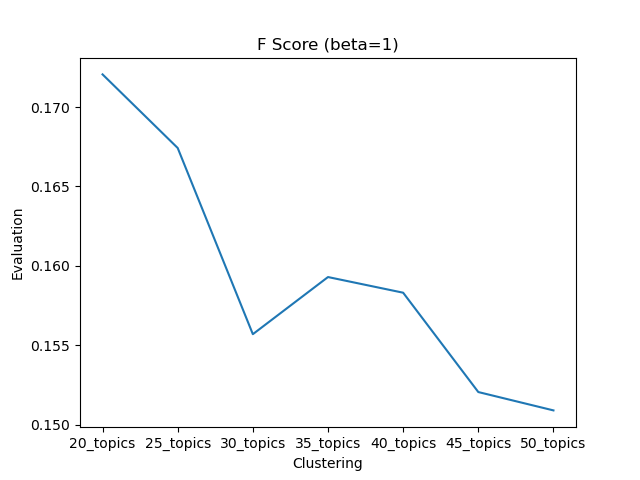 F Score (beta=1)
Evaluation
0.170
0.165
0.160
0.155
0.150
20_topics 25_topics 30_topics 35_topics 40_topics 45_topics 50_topics
Clustering